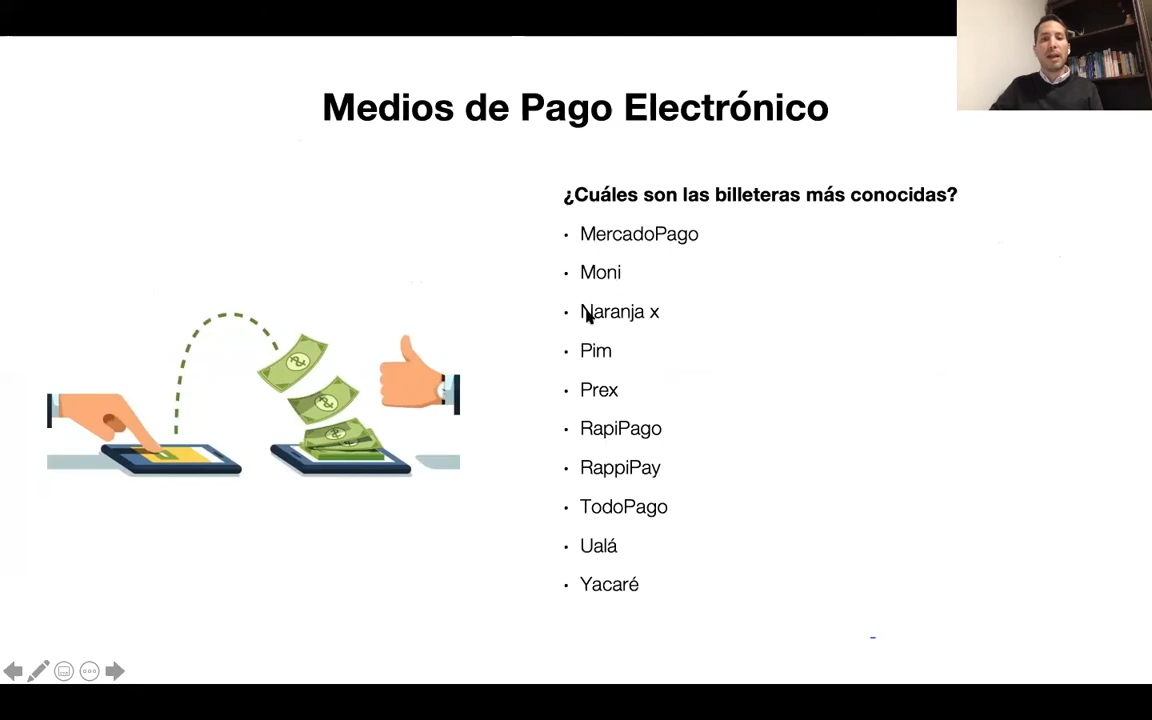 Medios de Pago Electrónico
¿Cuáles son las billeteras más conocidas?
• MercadoPago
• Moni
• Naranja x
• Pim
• Prex
• RapiPago
• RappiPay
• TodoPago
• Ualá
• Yacaré